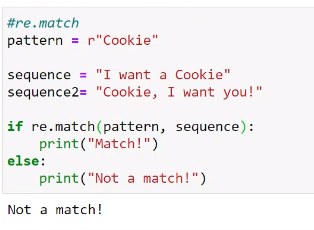 #re.match
pattern = r"Cookie"
sequence = "I want a Cookie"
sequence2= "Cookie, I want you!"
if re.match(pattern, sequence):
    print("Match!")
else:
    print("Not a match!")
Not a match!